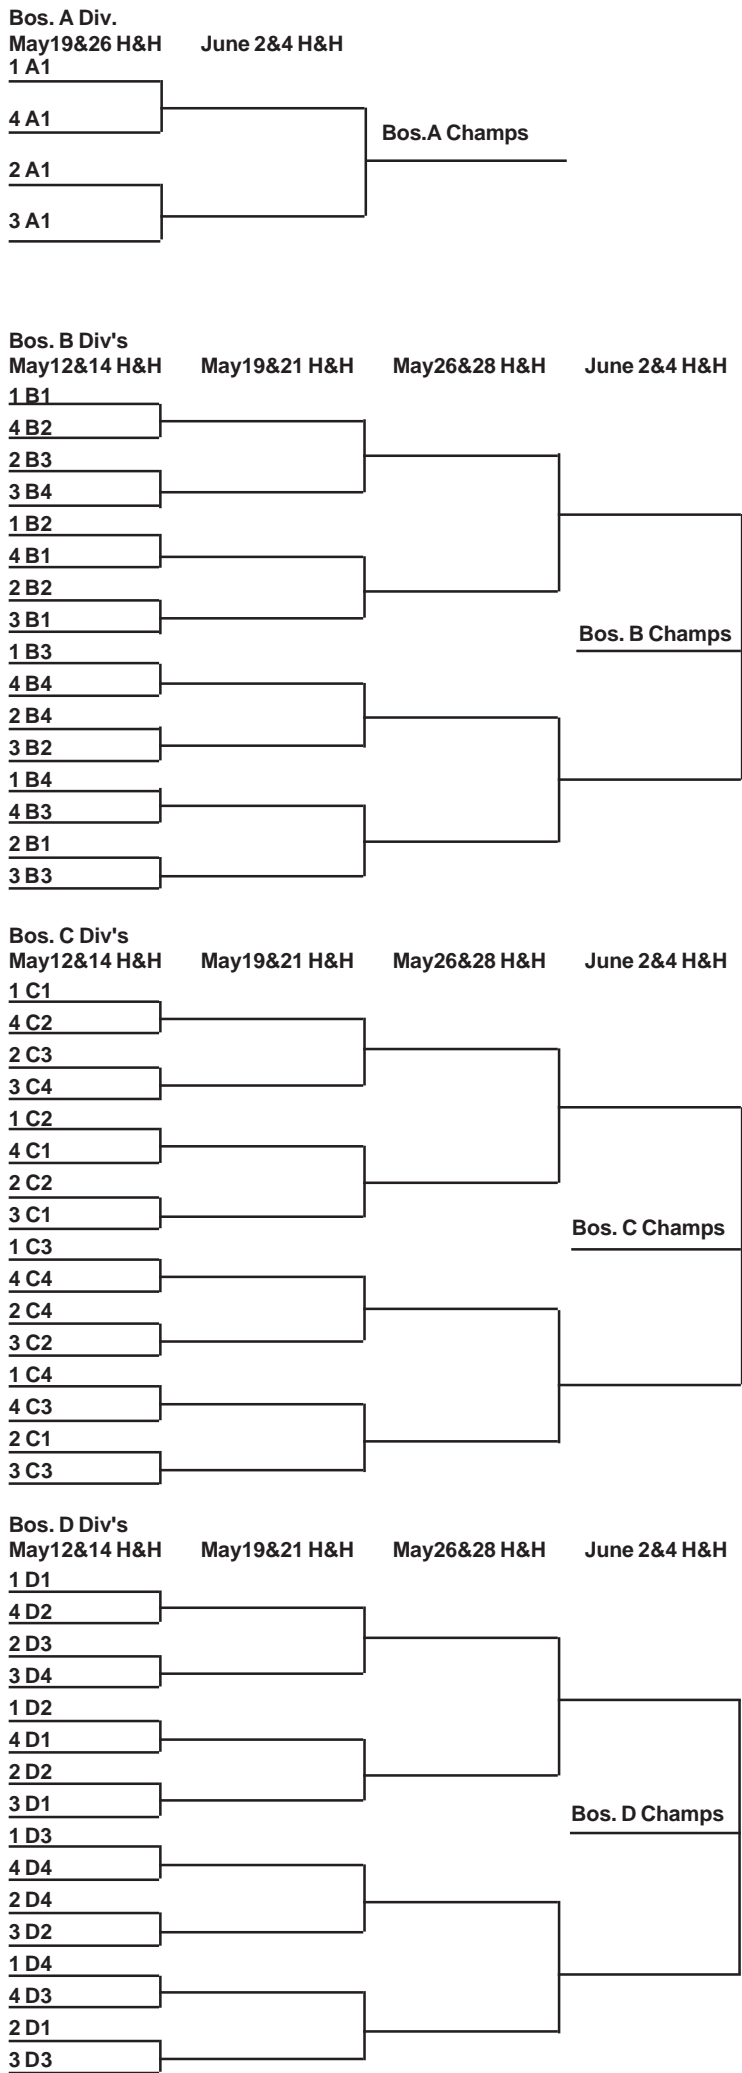 Bos. A Div.
May19&26 H&H June 2&4 H&H
1 A1
4 A1
Bos.A Champs
2 A1
3 A1
Bos. B Div's
May12&14 H&H May19&21 H&H May26&28 H&H June 2&4 H&H
1 B1
4 B2
2 B3
3 B4
1 B2
4 B1
2 B2
3 B1
Bos. B Champs
1 B3
4 B4
2 B4
3 B2
1 B4
4 B3
2 B1
3 B3
Bos. C Div's
May12&14 H&H May19&21 H&H May26&28 H&H June 2&4 H&H
1 C1
4 C2
2 C3
3 C4
1 C2
4 C1
2 C2
3 C1
Bos. C Champs
1 C3
4 C4
2 C4
3 C2
1 C4
4 C3
2 C1
3 C3
Bos. D Div's
May12&14 H&H May19&21 H&H May26&28 H&H June 2&4 H&H
1 D1
4 D2
2 D3
3 D4
1 D2
4 D1
2 D2
3 D1
Bos. D Champs
1 D3
4 D4
2 D4
3 D2
1 D4
4 D3
2 D1
3 D3